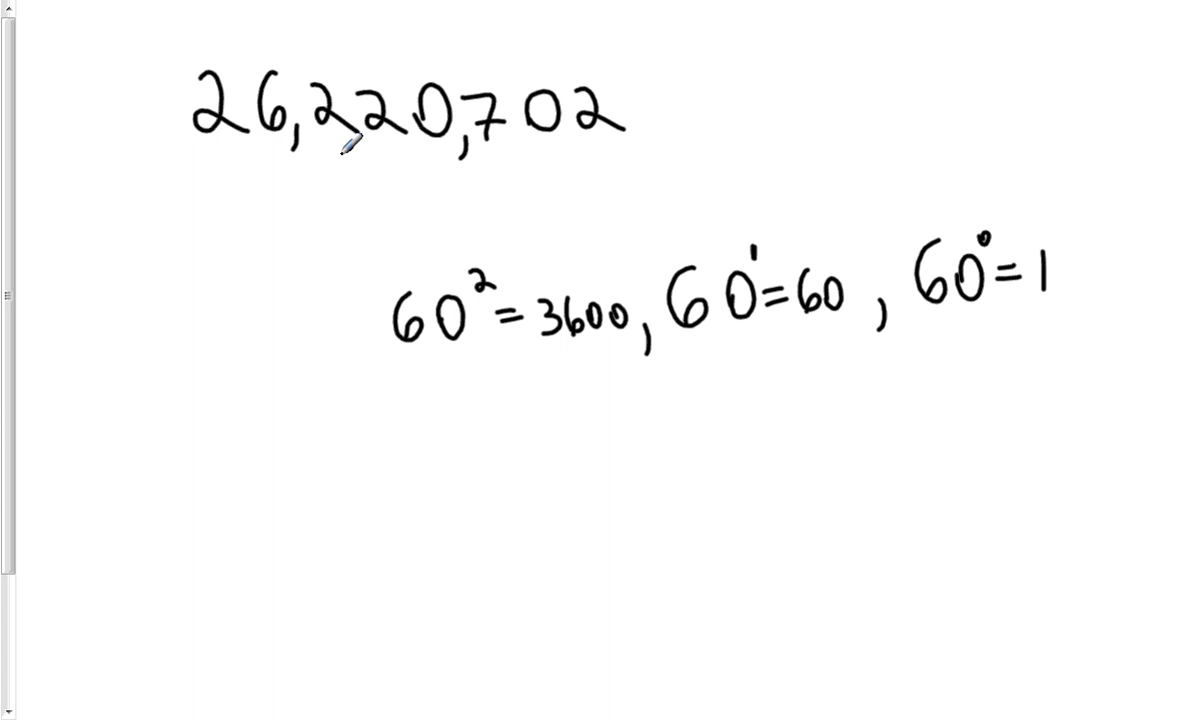 26,220,702
60² = 3600, 60¹ = 60, 60⁰ = 1